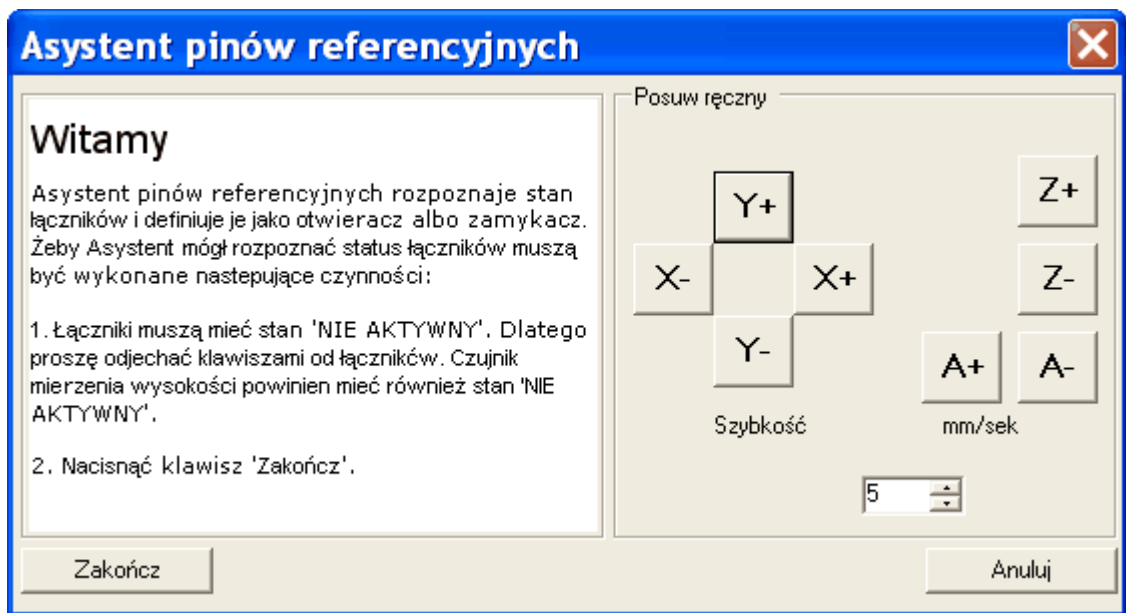 Asystent pinów referencyjnych
Witamy
Asystent pinów referencyjnych rozpoznaje stan
łączników i definiuje je jako otwieracz albo zamykacz.
Żeby Asystent mógł rozpoznać status łączników muszą
być wykonane nastepujące czynności:
1. Łączniki muszą mieć stan 'NIE AKTYWNY'. Dlatego
proszę odjechać klawiszami od łączników. Czujnik
mierzenia wysokości powinien mieć również stan 'NIE
AKTYWNY'.
2. Nacisnąć klawisz 'Zakończ'.
Posuw ręczny
Y+
Z+
X-
X+
Z-
Y-
A+
A-
Szybkość
mm/sek
5
Zakończ
Anuluj